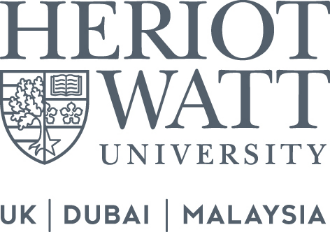 HERIOT
WATT
UNIVERSITY
UK | DUBAI | MALAYSIA